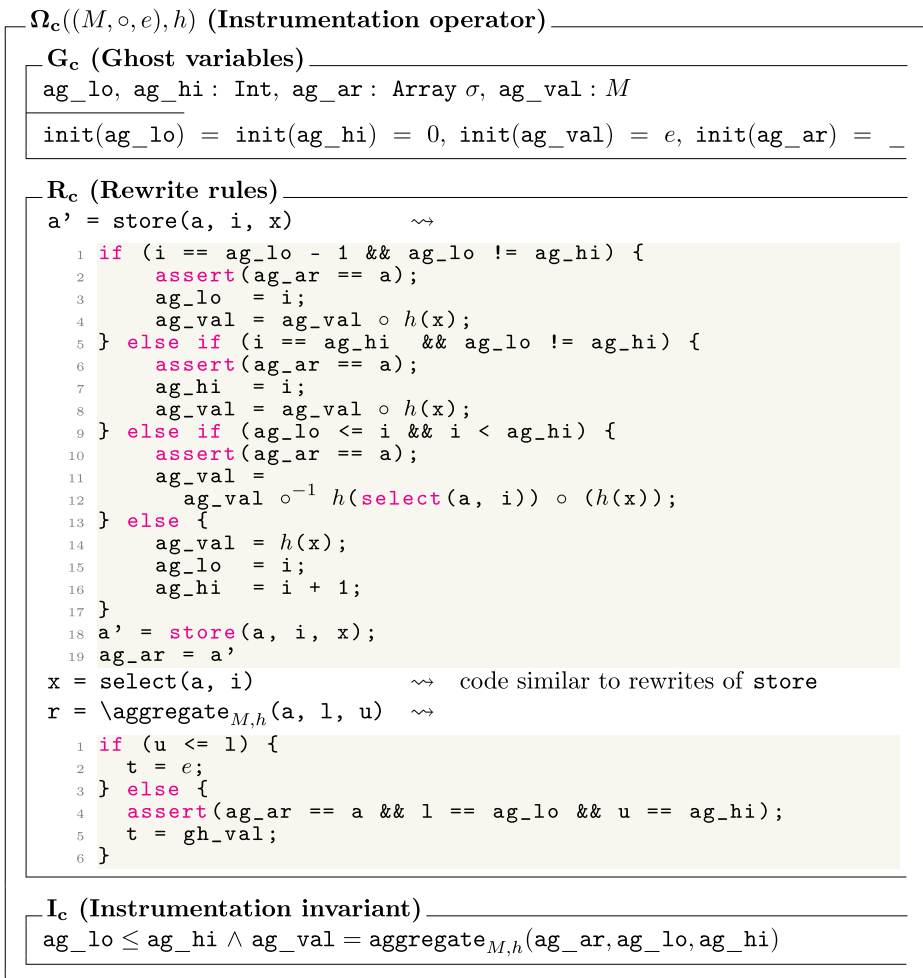 Ω_c((M, ∘, e), h) (Instrumentation operator)
G_c (Ghost variables)
ag_lo, ag_hi : Int, ag_ar : Array σ, ag_val : M
init(ag_lo) = init(ag_hi) = 0, init(ag_val) = e, init(ag_ar) = _
R_c (Rewrite rules)
a’ = store(a, i, x) ⇝
1 if (i == ag_lo - 1 && ag_lo != ag_hi) {
2 assert(ag_ar == a);
3 ag_lo = i;
4 ag_val = ag_val ∘ h(x);
5 } else if (i == ag_hi && ag_lo != ag_hi) {
6 assert(ag_ar == a);
7 ag_hi = i;
8 ag_val = ag_val ∘ h(x);
9 } else if (ag_lo <= i && i < ag_hi) {
10 assert(ag_ar == a);
11 ag_val =
12 ag_val ∘⁻¹ h(select(a, i)) ∘ (h(x));
13 } else {
14 ag_val = h(x);
15 ag_lo = i;
16 ag_hi = i + 1;
17 }
18 a’ = store(a, i, x);
19 ag_ar = a’
x = select(a, i) ⇝ code similar to rewrites of store
r = \aggregate_{M,h}(a, l, u) ⇝
1 if (u <= l) {
2 t = e;
3 } else {
4 assert(ag_ar == a && l == ag_lo && u == ag_hi);
5 t = gh_val;
6 }
I_c (Instrumentation invariant)
ag_lo ≤ ag_hi ∧ ag_val = aggregate_{M,h}(ag_ar, ag_lo, ag_hi)